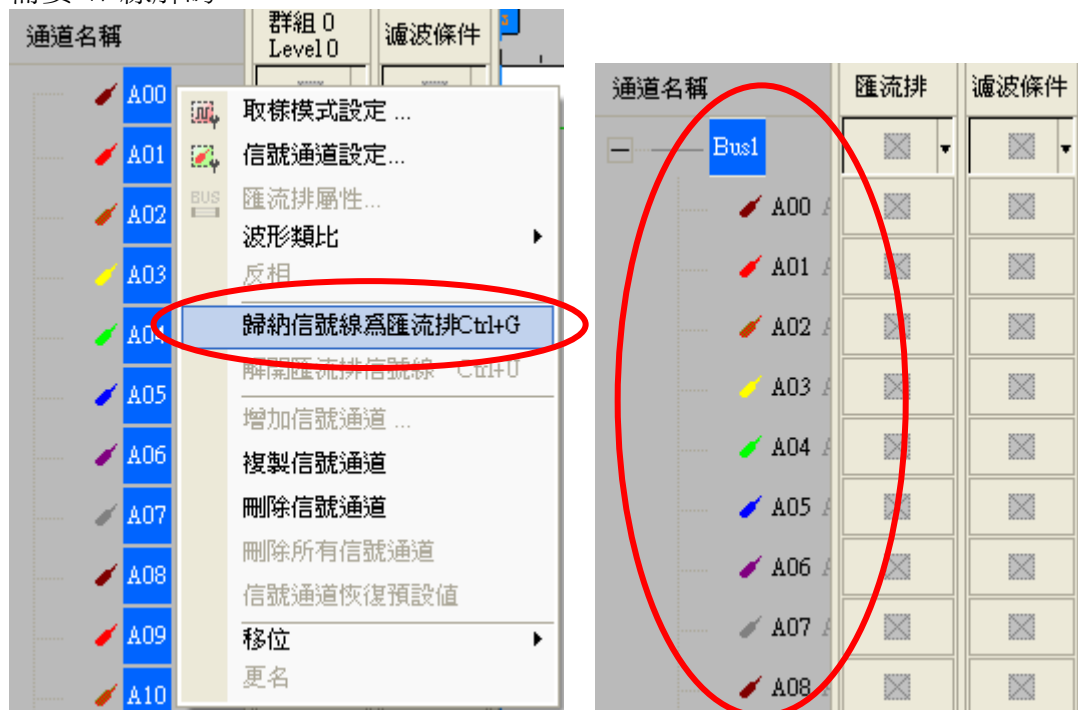 通道名稱
群組 0
Level 0
濾波條件
A00
A01
A02
A03
A04
A05
A06
A07
A08
A09
A10
取樣模式設定 ...
信號通道設定...
BUS 匯流排屬性...
波形類比
反相
歸納信號線爲匯流排Ctrl+G
解開匯流排信號線 Ctrl+U
增加信號通道 ...
複製信號通道
刪除信號通道
刪除所有信號通道
信號通道恢復預設值
移位
更名
通道名稱
匯流排
濾波條件
Bus1
A00
A01
A02
A03
A04
A05
A06
A07
A08